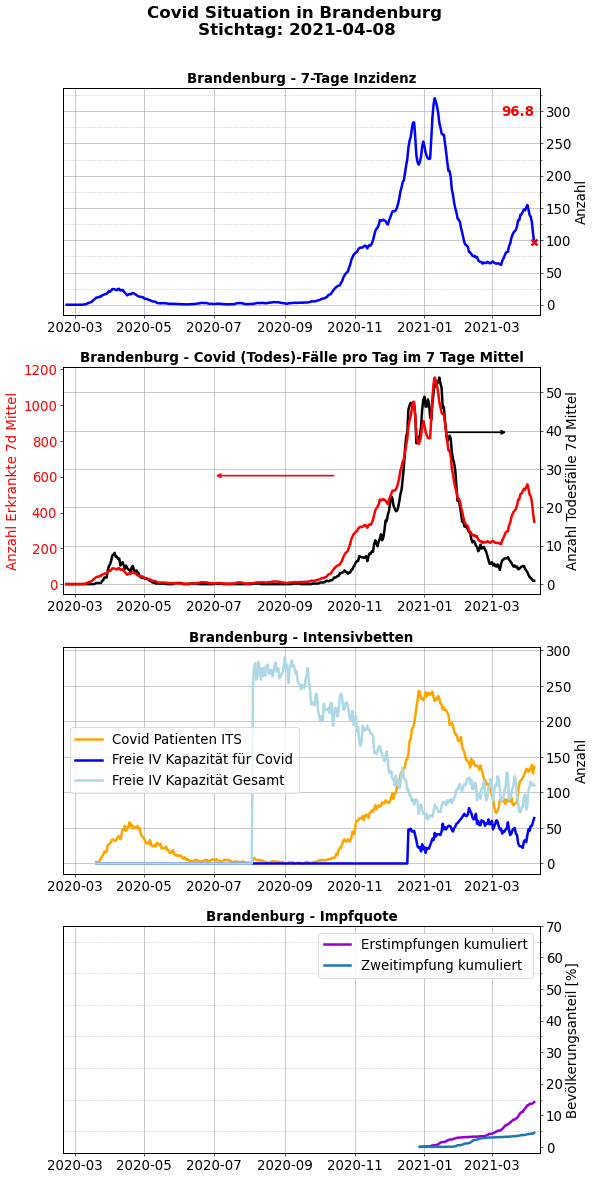 Covid Situation in Brandenburg
Stichtag: 2021-04-08
Brandenburg - 7-Tage Inzidenz
96.8
300
250
200
150
100
50
0
Anzahl
2020-03 2020-05 2020-07 2020-09 2020-11 2021-01 2021-03
Brandenburg - Covid (Todes)-Fälle pro Tag im 7 Tage Mittel
Anzahl Erkrankte 7d Mittel
1200
1000
800
600
400
200
0
50
40
30
20
10
0
Anzahl Todesfälle 7d Mittel
2020-03 2020-05 2020-07 2020-09 2020-11 2021-01 2021-03
Brandenburg - Intensivbetten
Covid Patienten ITS
Freie IV Kapazität für Covid
Freie IV Kapazität Gesamt
300
250
200
150
100
50
0
Anzahl
2020-03 2020-05 2020-07 2020-09 2020-11 2021-01 2021-03
Brandenburg - Impfquote
Erstimpfungen kumuliert
Zweitimpfung kumuliert
70
60
50
40
30
20
10
0
Bevölkerungsanteil [%]
2020-03 2020-05 2020-07 2020-09 2020-11 2021-01 2021-03